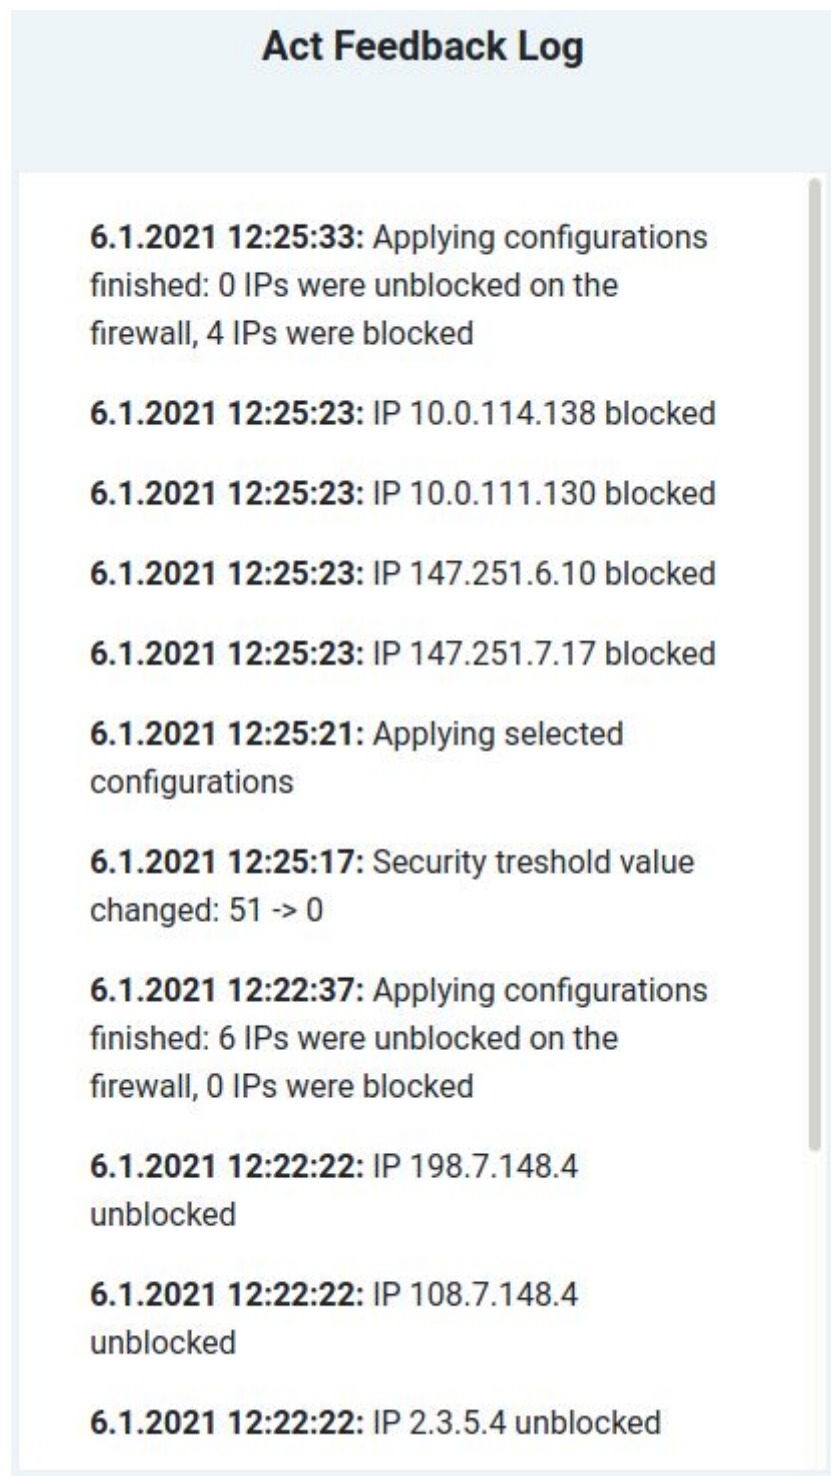 Act Feedback Log
6.1.2021 12:25:33: Applying configurations
finished: 0 IPs were unblocked on the
firewall, 4 IPs were blocked
6.1.2021 12:25:23: IP 10.0.114.138 blocked
6.1.2021 12:25:23: IP 10.0.111.130 blocked
6.1.2021 12:25:23: IP 147.251.6.10 blocked
6.1.2021 12:25:23: IP 147.251.7.17 blocked
6.1.2021 12:25:21: Applying selected
configurations
6.1.2021 12:25:17: Security treshold value
changed: 51 -> 0
6.1.2021 12:22:37: Applying configurations
finished: 6 IPs were unblocked on the
firewall, 0 IPs were blocked
6.1.2021 12:22:22: IP 198.7.148.4
unblocked
6.1.2021 12:22:22: IP 108.7.148.4
unblocked
6.1.2021 12:22:22: IP 2.3.5.4 unblocked